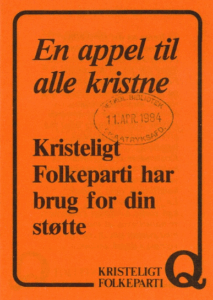 En appel til
alle kristne
11. APR. 1984
Kristeligt
Folkeparti har
brug for din
støtte
KRISTELIGT
FOLKEPARTI
Q